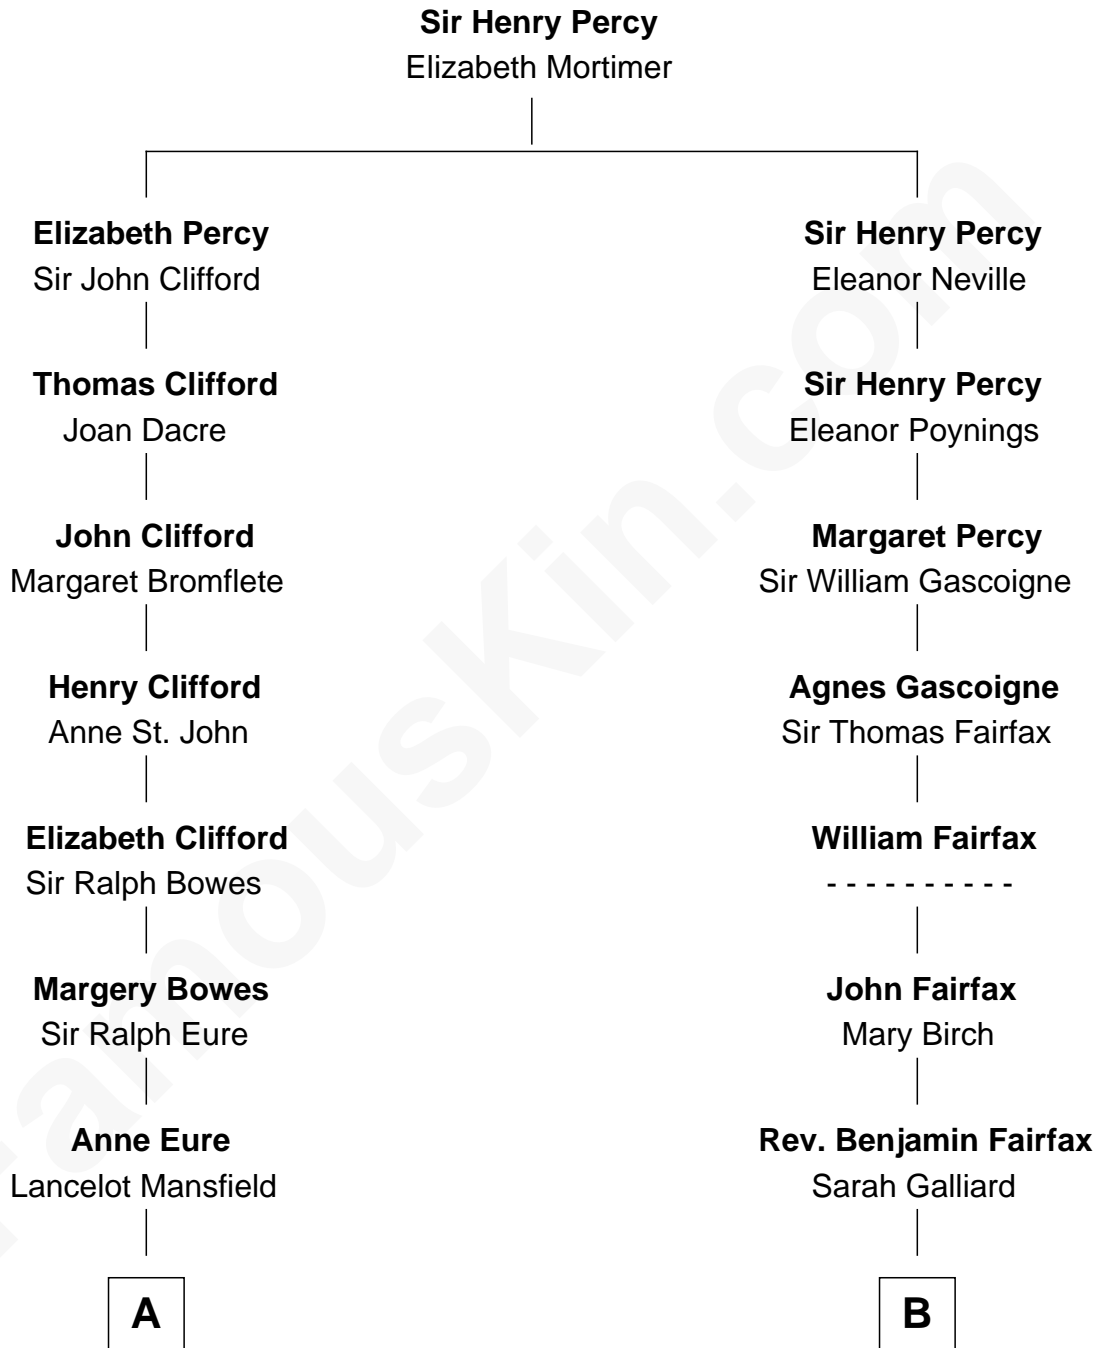 Sir Henry Percy
Elizabeth Mortimer
Elizabeth Percy
Sir John Clifford
Sir Henry Percy
Eleanor Neville
Thomas Clifford
Joan Dacre
Sir Henry Percy
Eleanor Poynings
John Clifford
Margaret Bromflete
Margaret Percy
Sir William Gascoigne
Henry Clifford
Anne St. John
Agnes Gascoigne
Sir Thomas Fairfax
Elizabeth Clifford
Sir Ralph Bowes
William Fairfax
- - - - - - - - - -
Margery Bowes
Sir Ralph Eure
John Fairfax
Mary Birch
Anne Eure
Lancelot Mansfield
Rev. Benjamin Fairfax
Sarah Galliard
A
B
FamousKin.com